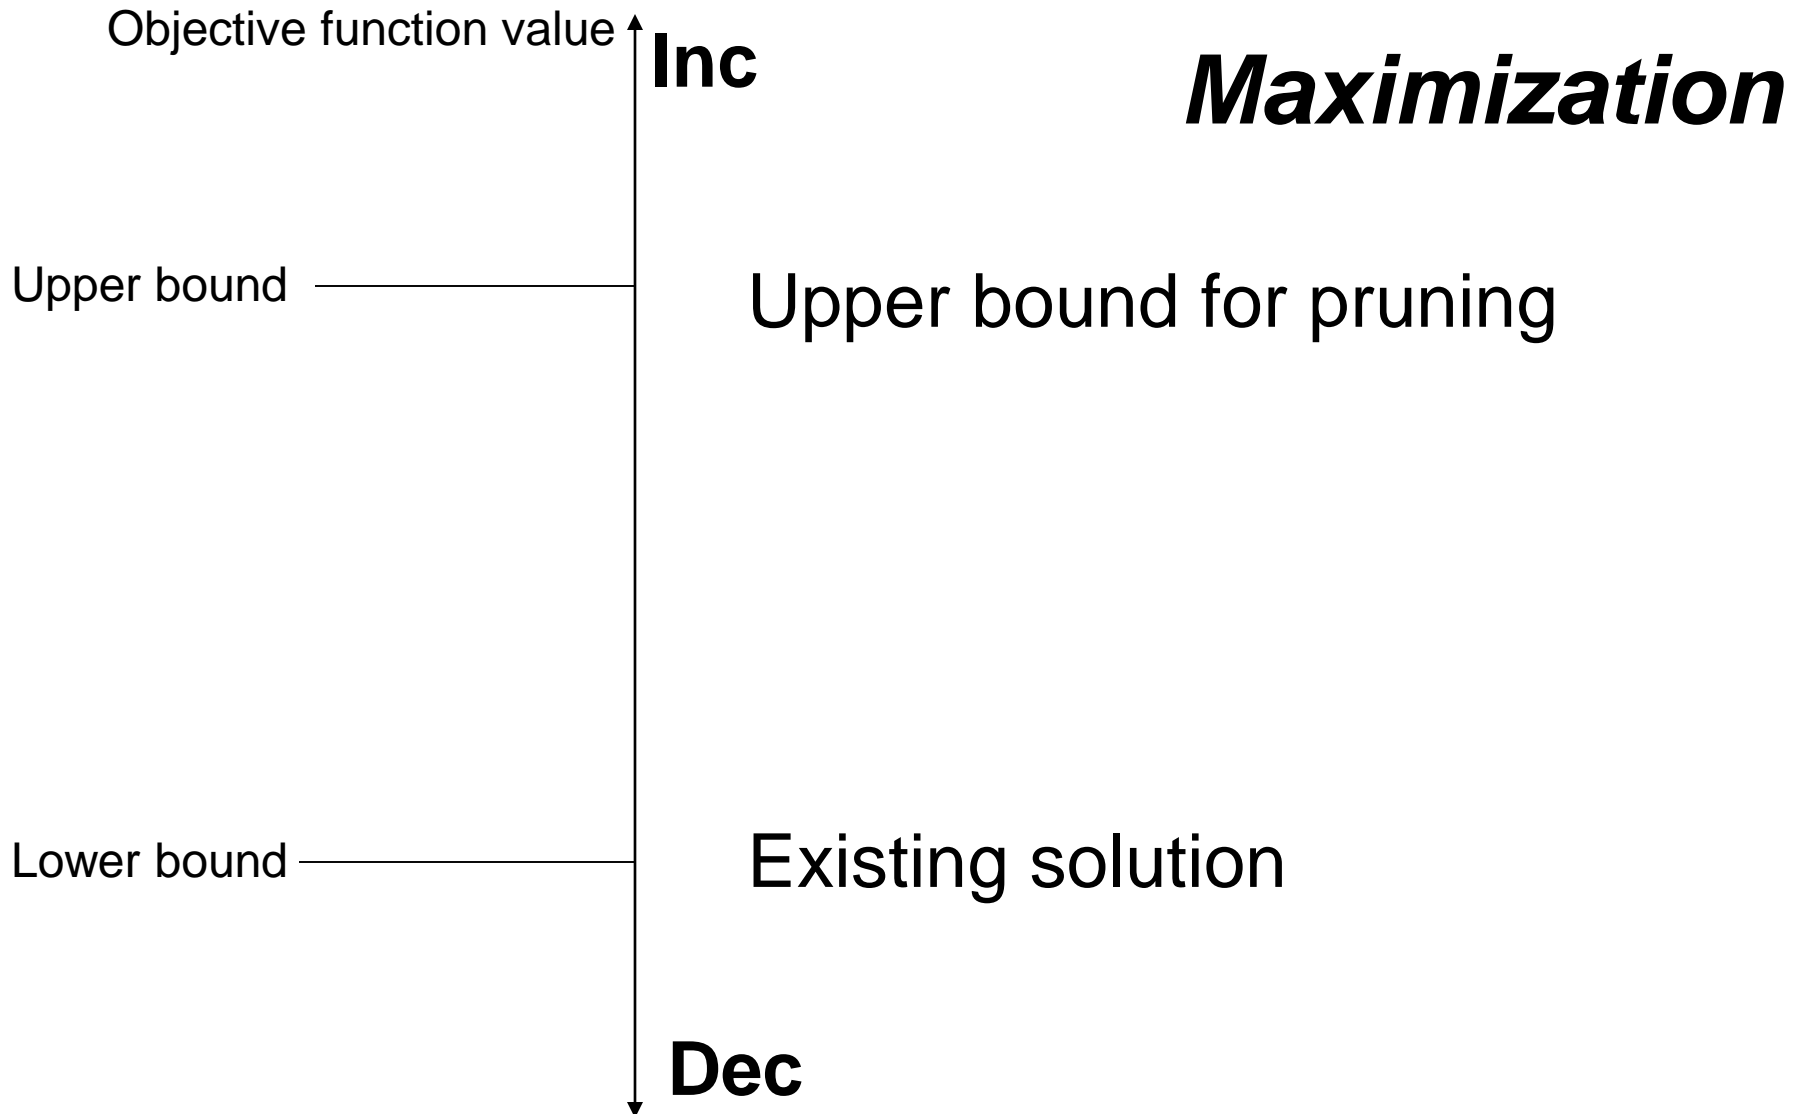 Objective function value
Inc
Maximization
Upper bound
Upper bound for pruning
Lower bound
Existing solution
Dec